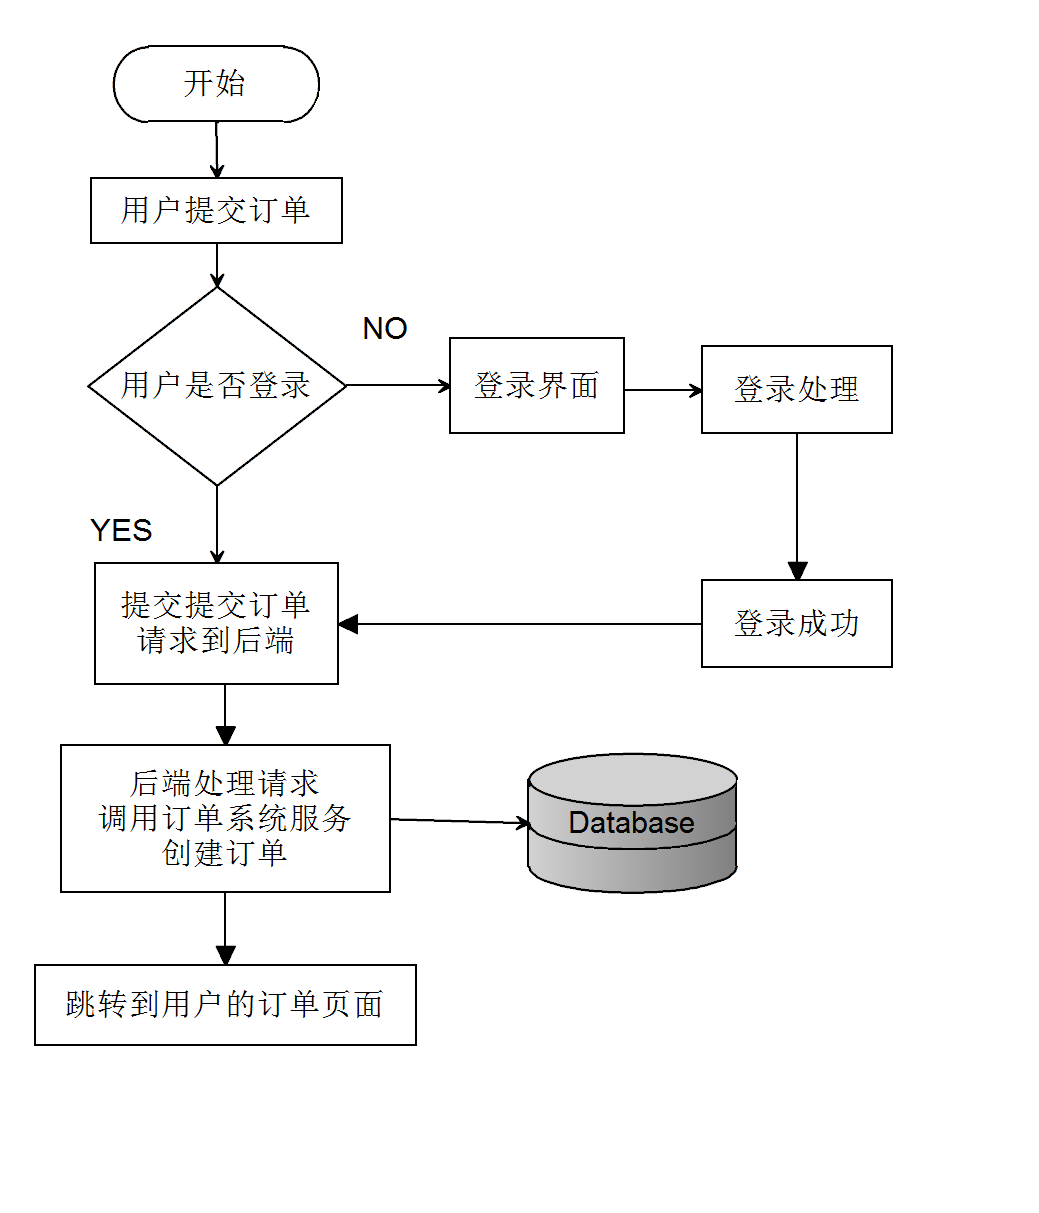 开始
用户提交订单
用户是否登录
NO
登录界面
登录处理
YES
提交提交订单
请求到后端
登录成功
后端处理请求
调用订单系统服务
创建订单
Database
跳转到用户的订单页面